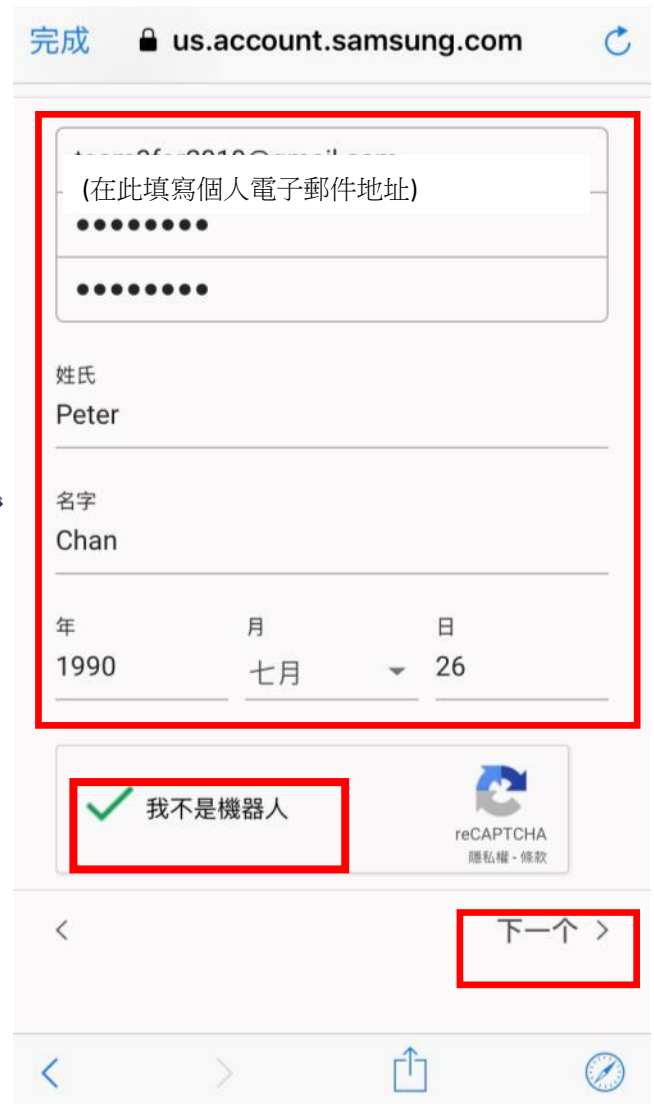 完成 us.account.samsung.com
(在此填寫個人電子郵件地址)
••••••••
••••••••
姓氏
Peter
名字
Chan
年 月 日
1990 七月 26
我不是機器人
reCAPTCHA
隱私權 - 條款
下一个